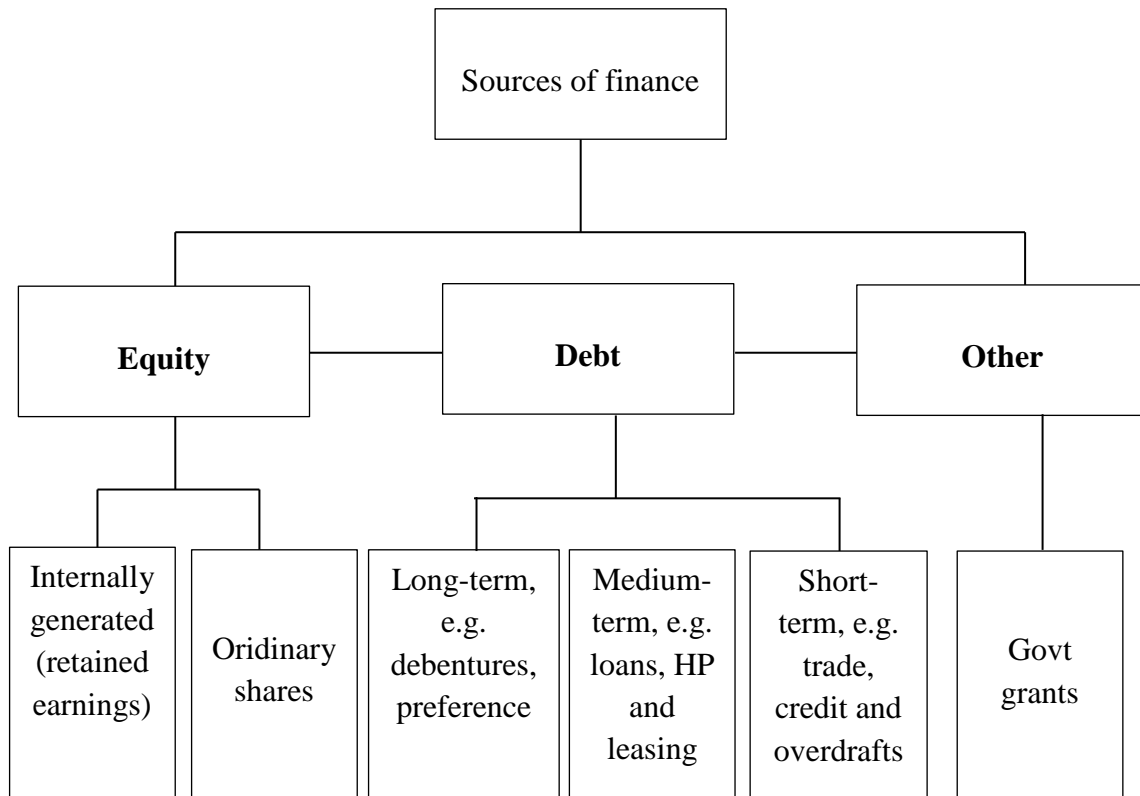 Sources of finance
Equity
Debt
Other
Internally
generated
(retained
earnings)
Oridinary
shares
Long-term,
e.g.
debentures,
preference
Medium-
term, e.g.
loans, HP
and
leasing
Short-
term, e.g.
trade,
credit and
overdrafts
Govt
grants